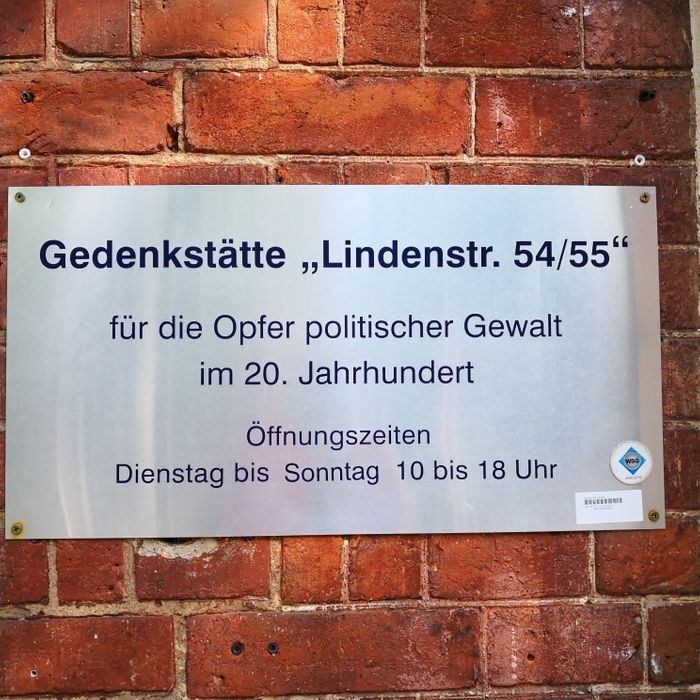 Gedenkstätte „Lindenstr. 54/55“
für die Opfer politischer Gewalt
im 20. Jahrhundert
Öffnungszeiten
Dienstag bis Sonntag 10 bis 18 Uhr
WSG